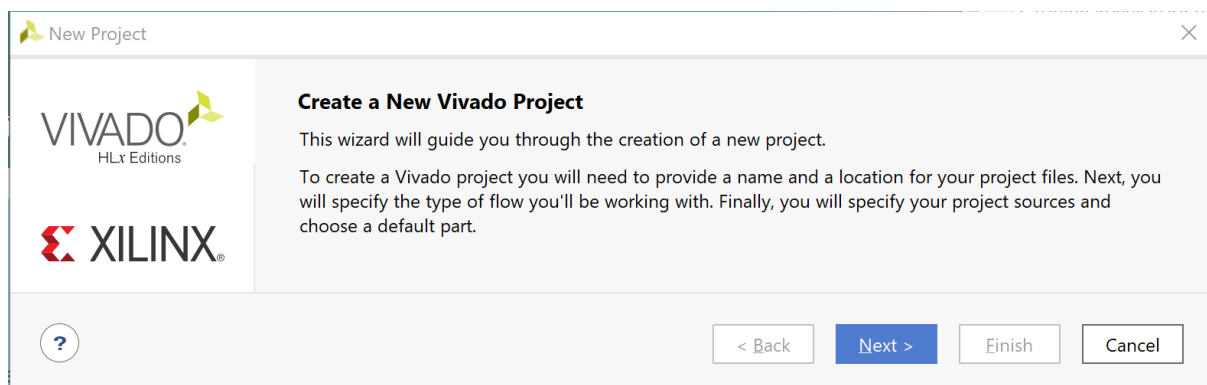 New Project
VIVADO.
HLx Editions
XILINX®
Create a New Vivado Project
This wizard will guide you through the creation of a new project.
To create a Vivado project you will need to provide a name and a location for your project files. Next, you
will specify the type of flow you'll be working with. Finally, you will specify your project sources and
choose a default part.
?
< Back
Next >
Finish
Cancel